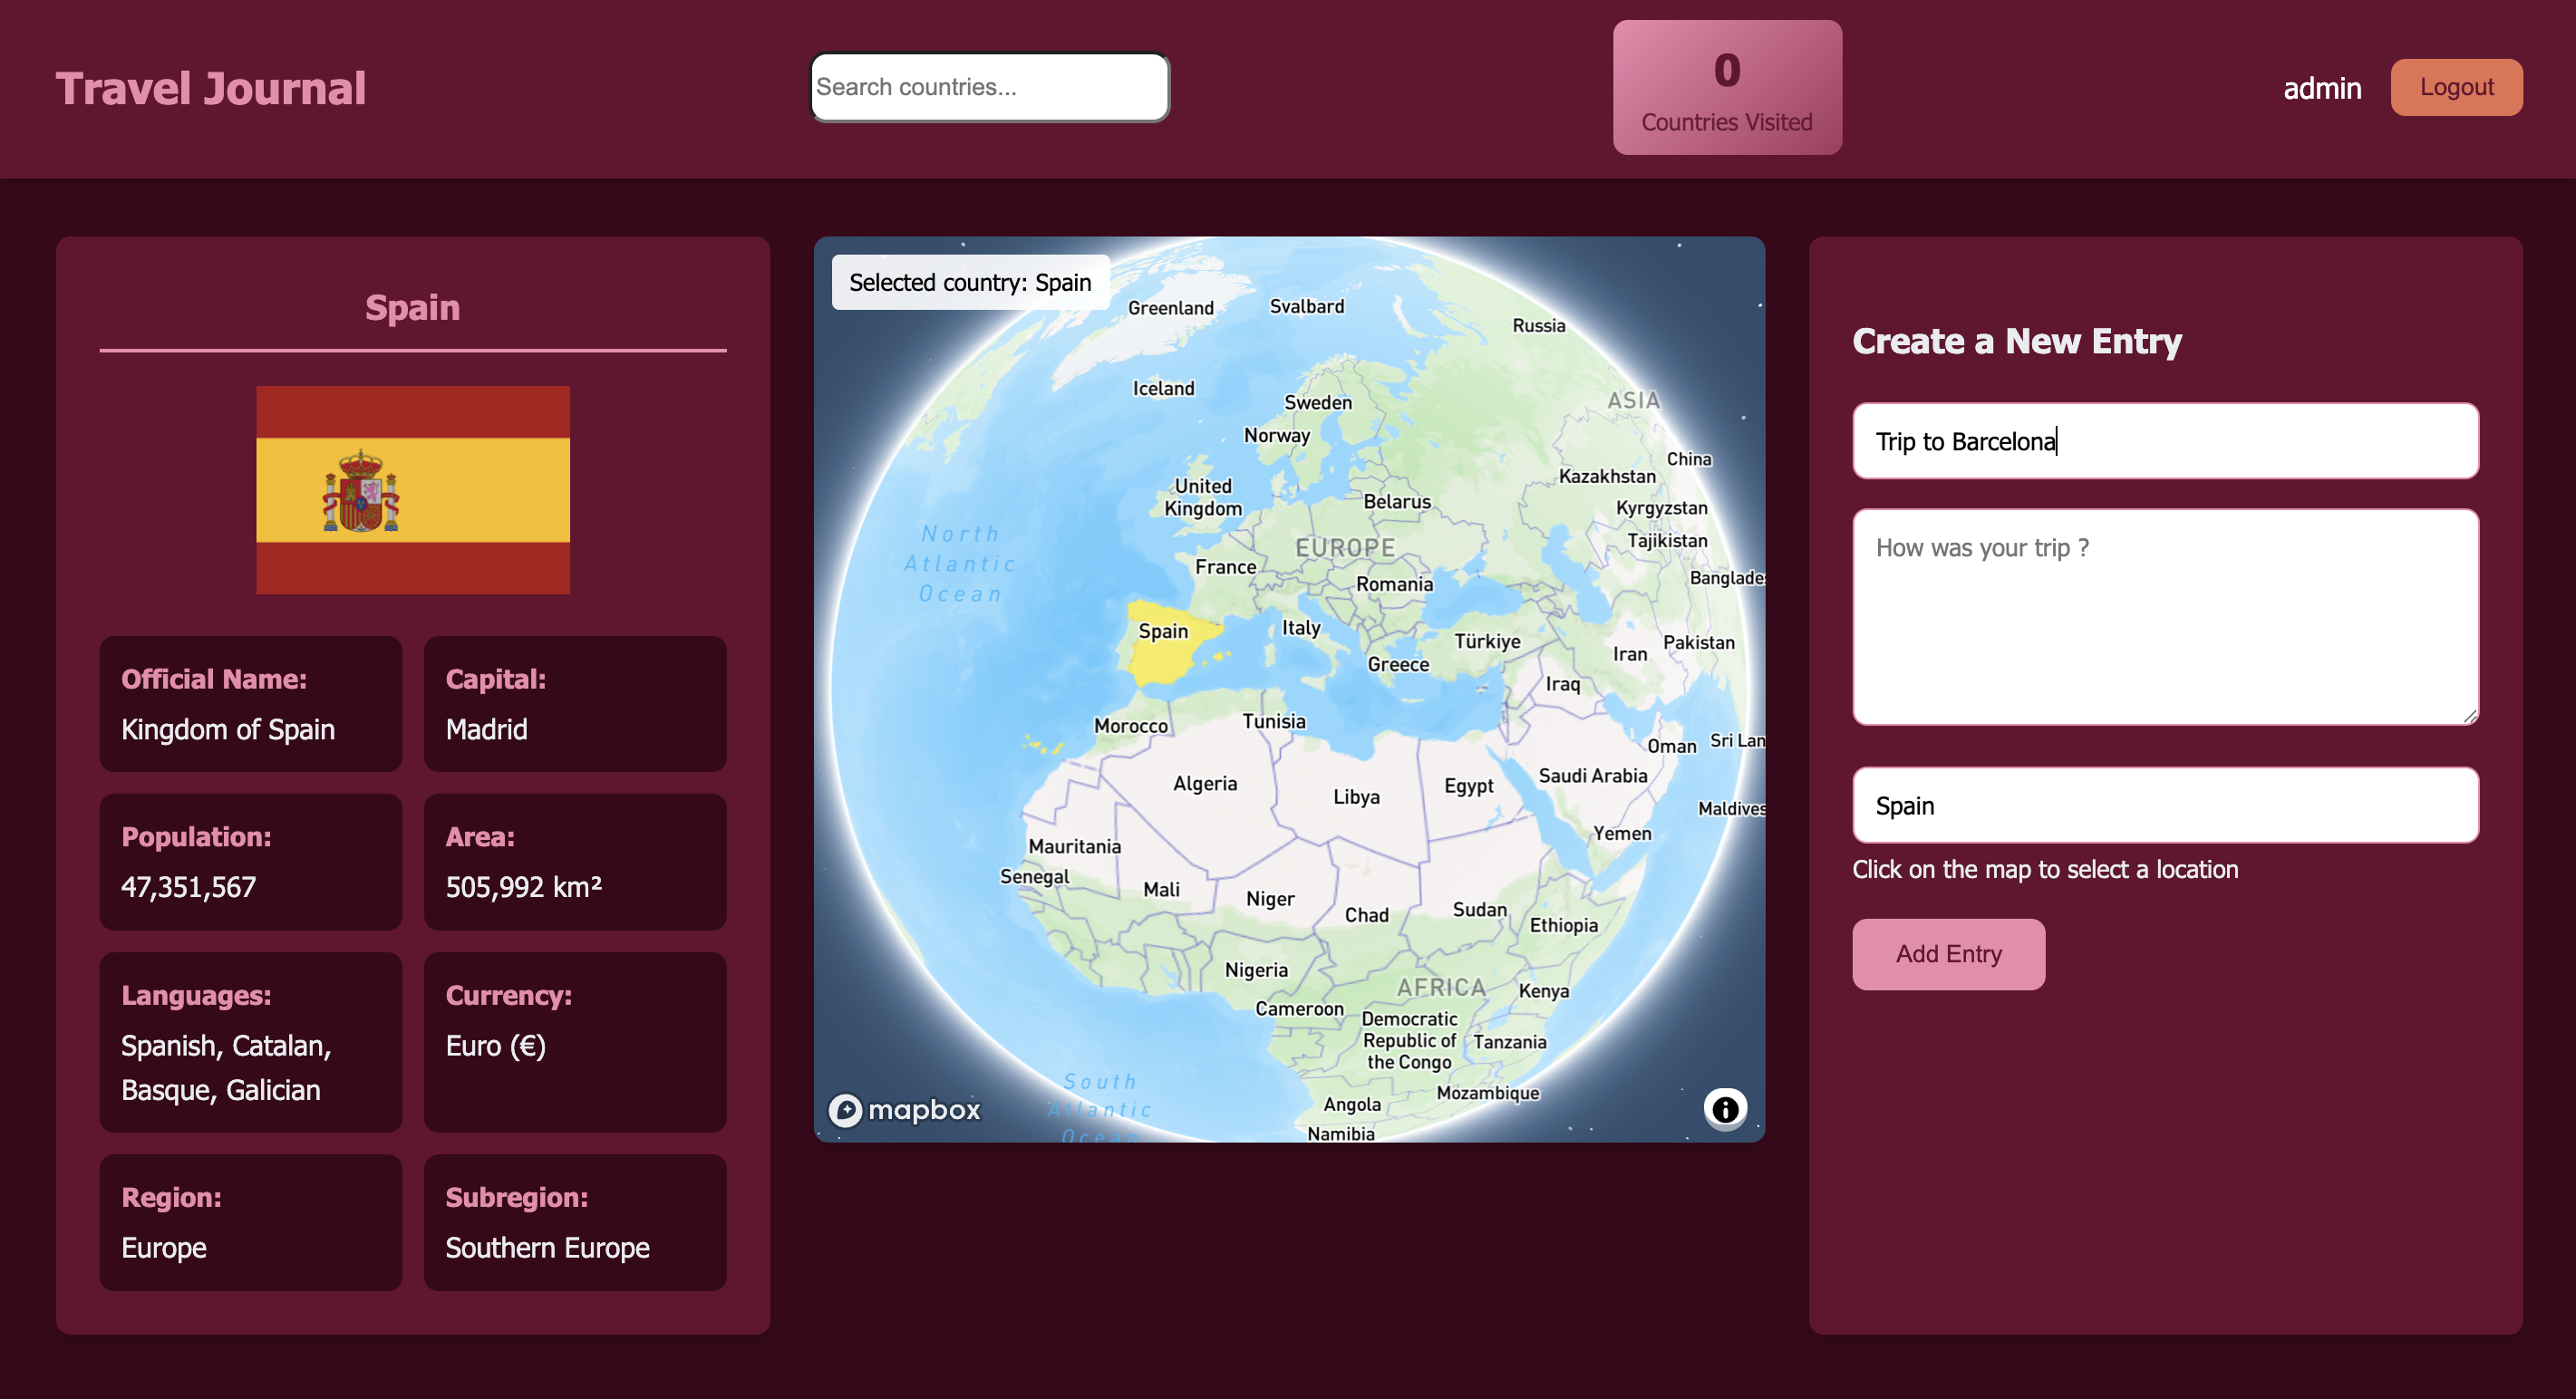 Travel Journal
Search countries...
0
Countries Visited
admin
Logout
Spain
Official Name:
Kingdom of Spain
Capital:
Madrid
Population:
47,351,567
Area:
505,992 km²
Languages:
Spanish, Catalan,
Basque, Galician
Currency:
Euro (€)
Region:
Europe
Subregion:
Southern Europe
Selected country: Spain
Greenland
Svalbard
Russia
Iceland
Sweden
ASIA
Norway
China
Kazakhstan
United
Kingdom
Belarus
Kyrgyzstan
North
Atlantic
Ocean
EUROPE
Tajikistan
France
Romania
Banglades
Spain
Italy
Türkiye
Pakistan
Iran
Greece
Iraq
Morocco
Tunisia
Oman
Sri Lan
Algeria
Libya
Egypt
Saudi Arabia
Maldives
Mauritania
Yemen
Senegal
Mali
Niger
Chad
Sudan
Ethiopia
Nigeria
AFRICA
Kenya
Cameroon
Democratic
Republic of
the Congo
Tanzania
South
Atlantic
Ocean
Mozambique
Angola
Namibia
mapbox
Create a New Entry
Trip to Barcelona
How was your trip ?
Spain
Click on the map to select a location
Add Entry